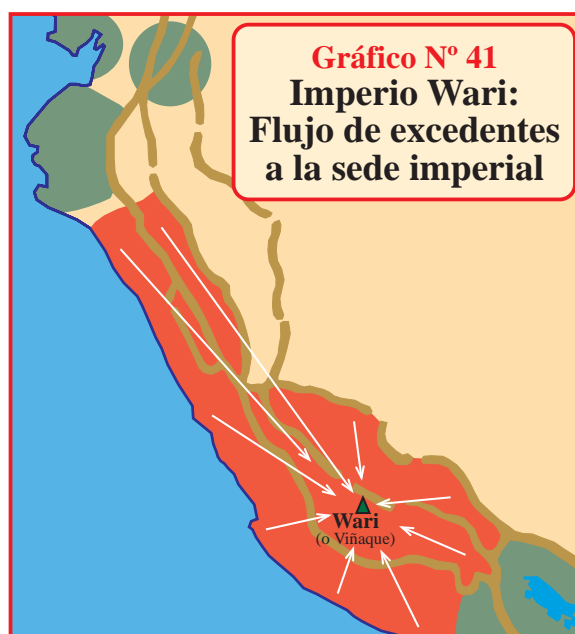 Gráfico Nº 41
Imperio Wari:
Flujo de excedentes
a la sede imperial
Wari
(o Viñaque)